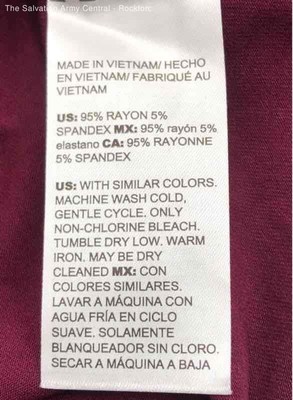 The Salvation Army Central - Rockford
MADE IN VIETNAM/ HECHO
EN VIETNAM/ FABRIQUÉ AU
VIETNAM
US: 95% RAYON 5%
SPANDEX MX: 95% rayón 5%
elastano CA: 95% RAYONNE
5% SPANDEX
US: WITH SIMILAR COLORS.
MACHINE WASH COLD,
GENTLE CYCLE. ONLY
NON-CHLORINE BLEACH.
TUMBLE DRY LOW. WARM
IRON. MAY BE DRY
CLEANED MX: CON
COLORES SIMILARES.
LAVAR A MÁQUINA CON
AGUA FRÍA EN CICLO
SUAVE. SOLAMENTE
BLANQUEADOR SIN CLORO.
SECAR A MÁQUINA A BAJA